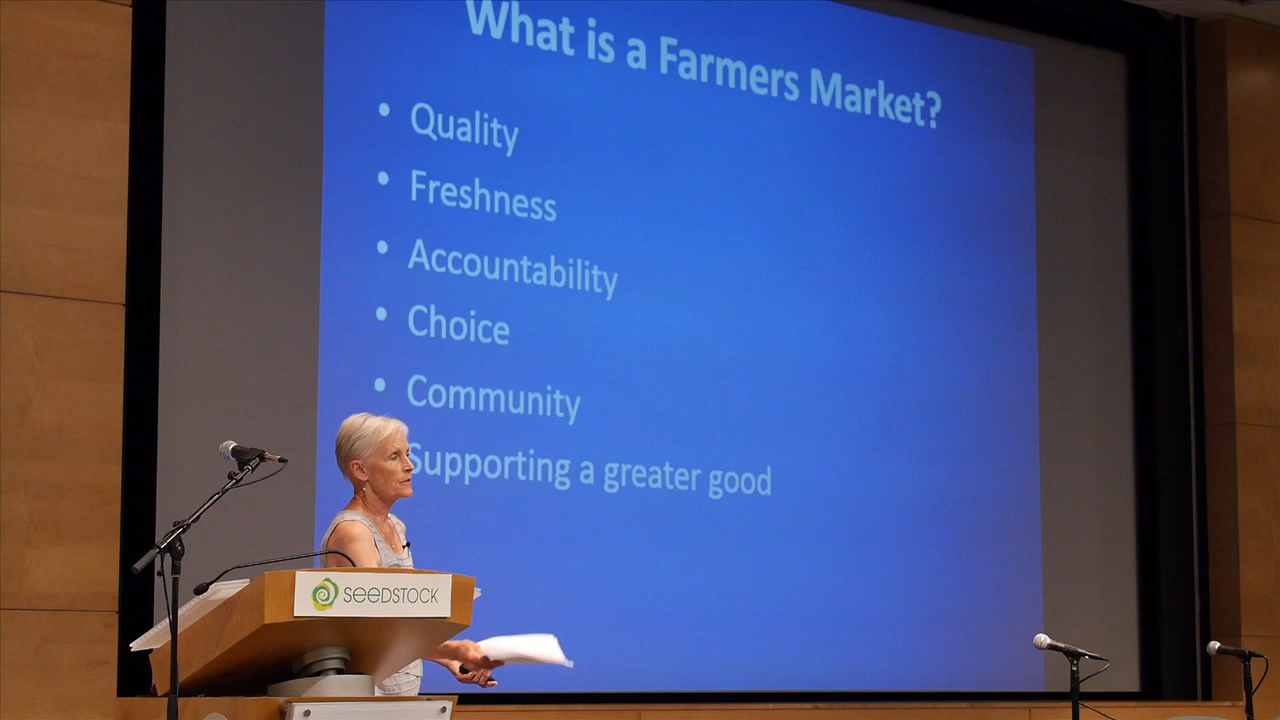 What is a Farmers Market?
• Quality
• Freshness
• Accountability
• Choice
• Community
Supporting a greater good
SEEDSTOCK